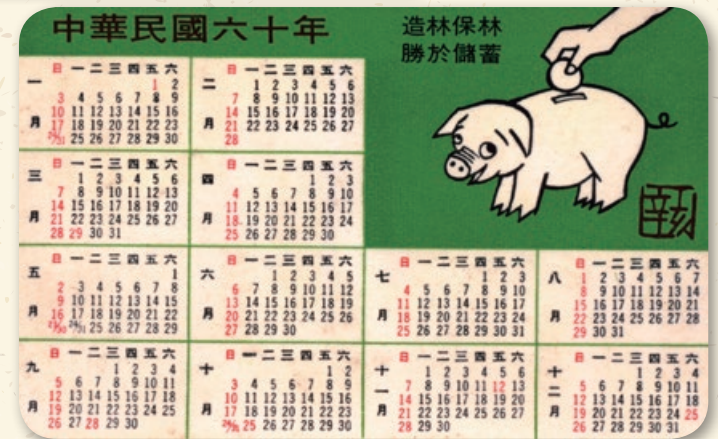 中華民國六十年
造林保林
勝於儲蓄
辛亥
一月
日 一 二 三 四 五 六
1 2
3 4 5 6 7 8 9
10 11 12 13 14 15 16
17 18 19 20 21 22 23
24/31 25 26 27 28 29 30
二月
日 一 二 三 四 五 六
1 2 3 4 5 6
7 8 9 10 11 12 13
14 15 16 17 18 19 20
21 22 23 24 25 26 27
28
三月
日 一 二 三 四 五 六
1 2 3 4 5 6
7 8 9 10 11 12 13
14 15 16 17 18 19 20
21 22 23 24 25 26 27
28 29 30 31
四月
日 一 二 三 四 五 六
1 2 3
4 5 6 7 8 9 10
11 12 13 14 15 16 17
18 19 20 21 22 23 24
25 26 27 28 29 30
五月
日 一 二 三 四 五 六
1
2 3 4 5 6 7 8
9 10 11 12 13 14 15
16 17 18 19 20 21 22
23/30 24/31 25 26 27 28 29
六月
日 一 二 三 四 五 六
1 2 3 4 5
6 7 8 9 10 11 12
13 14 15 16 17 18 19
20 21 22 23 24 25 26
27 28 29 30
七月
日 一 二 三 四 五 六
1 2 3
4 5 6 7 8 9 10
11 12 13 14 15 16 17
18 19 20 21 22 23 24
25 26 27 28 29 30 31
八月
日 一 二 三 四 五 六
1 2 3 4 5 6 7
8 9 10 11 12 13 14
15 16 17 18 19 20 21
22 23 24 25 26 27 28
29 30 31
九月
日 一 二 三 四 五 六
1 2 3 4
5 6 7 8 9 10 11
12 13 14 15 16 17 18
19 20 21 22 23 24 25
26 27 28 29 30
十月
日 一 二 三 四 五 六
1 2
3 4 5 6 7 8 9
10 11 12 13 14 15 16
17 18 19 20 21 22 23
24/31 25 26 27 28 29 30
十一月
日 一 二 三 四 五 六
1 2 3 4 5 6
7 8 9 10 11 12 13
14 15 16 17 18 19 20
21 22 23 24 25 26 27
28 29 30
十二月
日 一 二 三 四 五 六
1 2 3 4
5 6 7 8 9 10 11
12 13 14 15 16 17 18
19 20 21 22 23 24 25
26 27 28 29 30 31